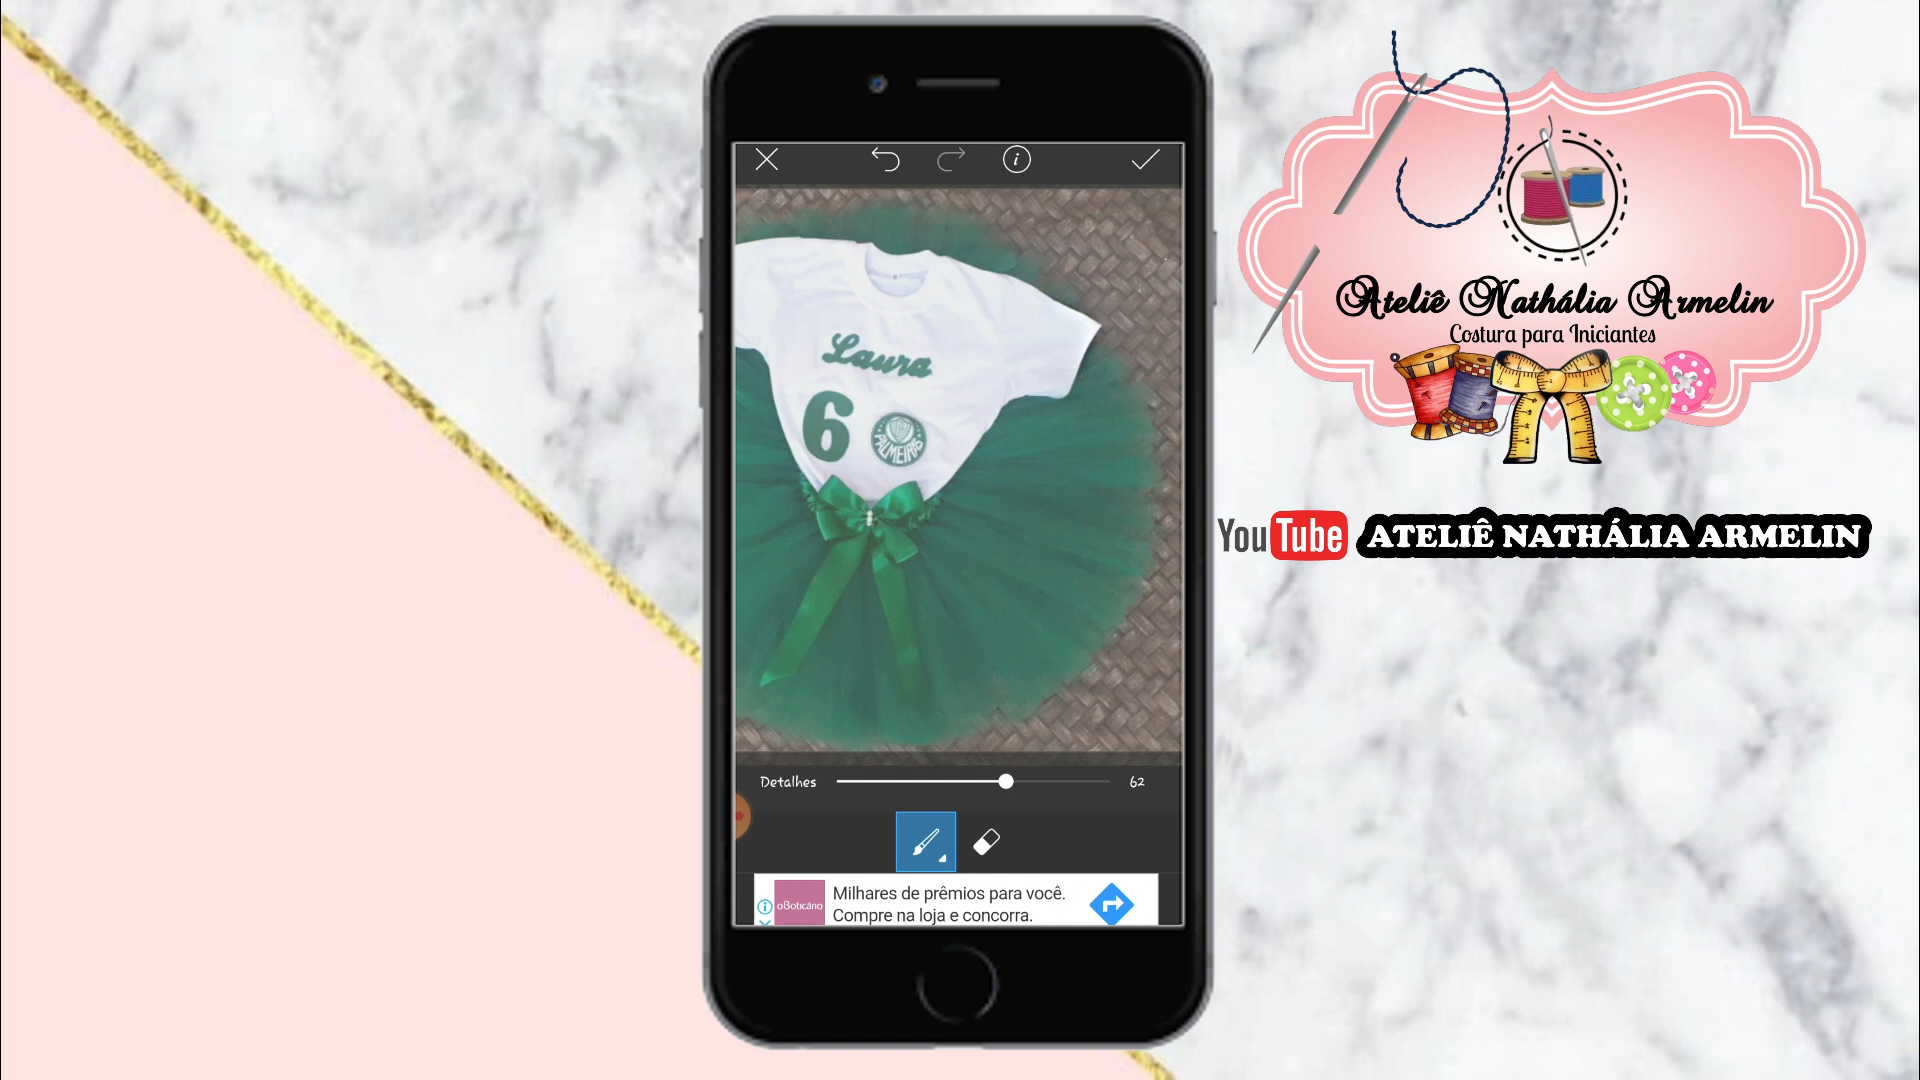 Laura
6
PALMEIRAS
Detalhes
62
oBoticário
Milhares de prêmios para você.
Compre na loja e concorra.
Ateliê Nathália Armelin
Costura para Iniciantes
YouTube ATELIÊ NATHÁLIA ARMELIN